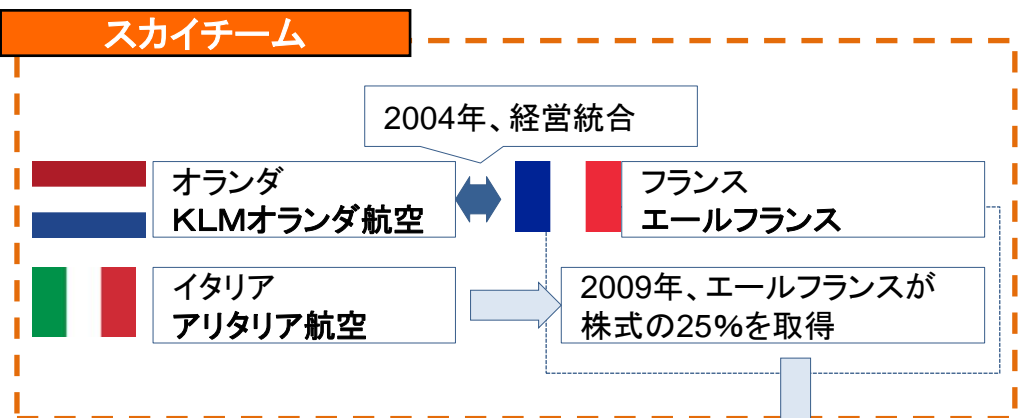 スカイチーム
2004年、経営統合
オランダ
KLMオランダ航空
フランス
エールフランス
イタリア
アリタリア航空
2009年、エールフランスが
株式の25%を取得